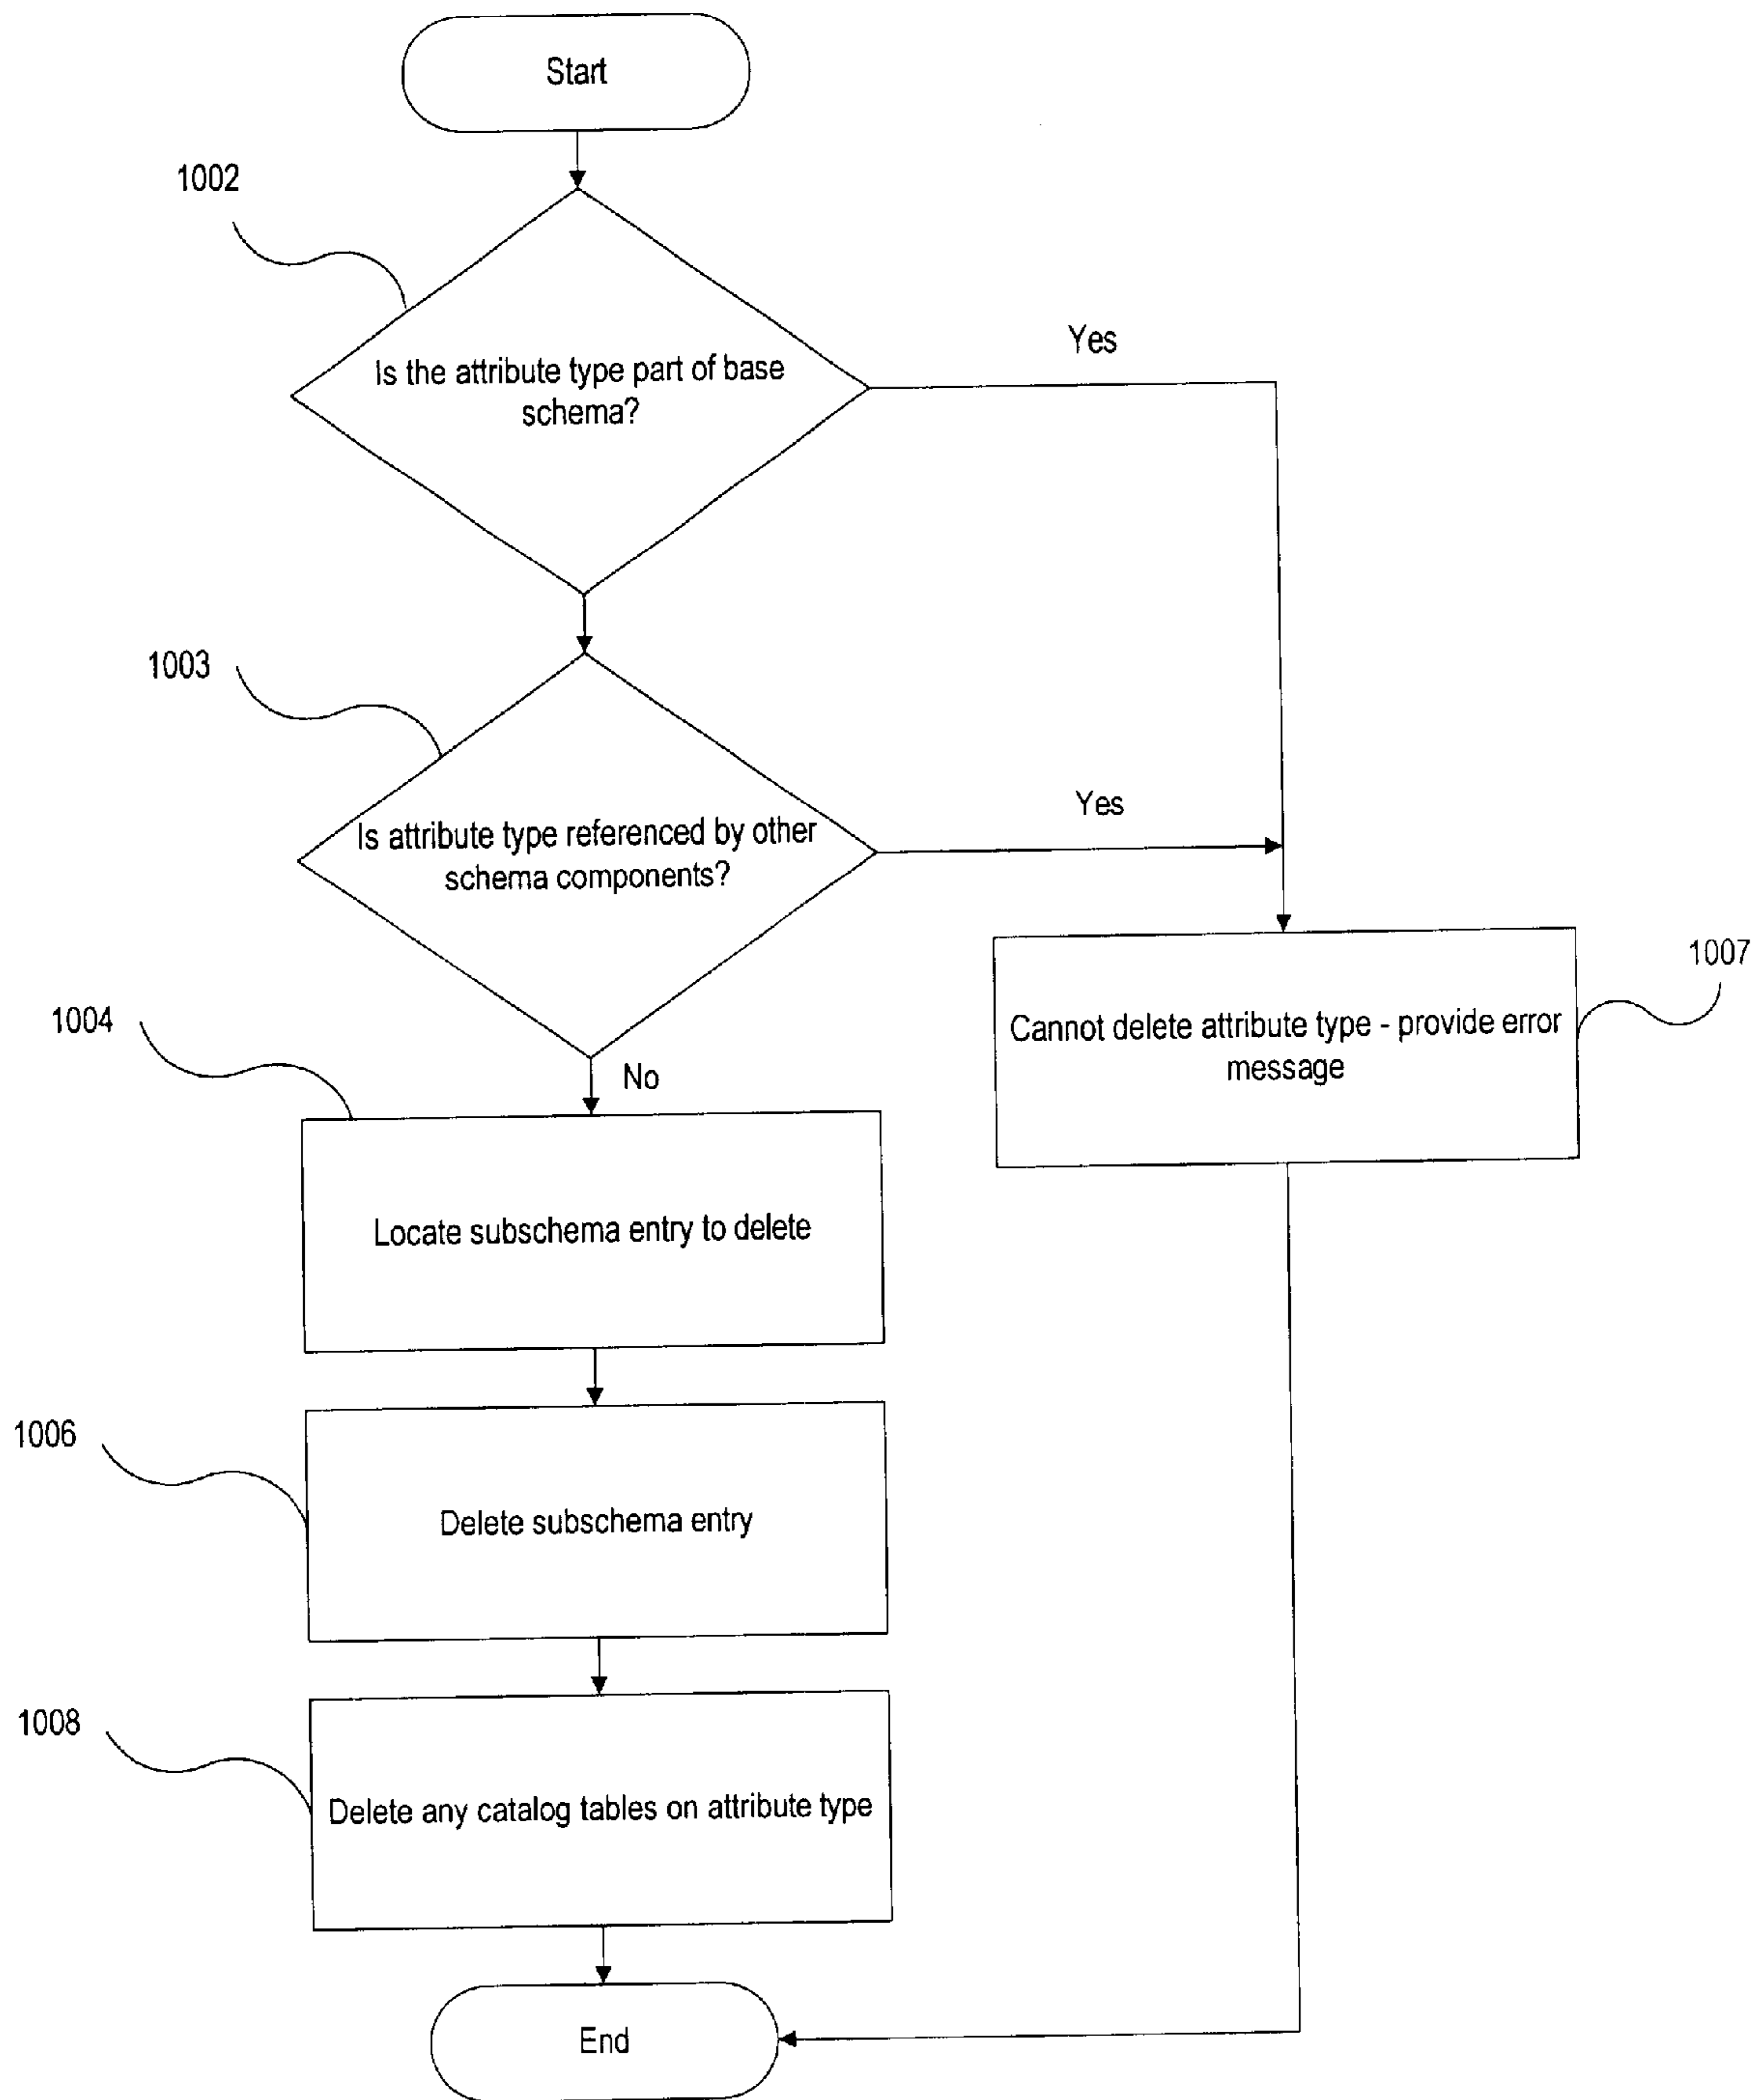 Start
1002
Is the attribute type part of base
schema?
Yes
1003
Is attribute type referenced by other
schema components?
Yes
1007
Cannot delete attribute type - provide error
message
No
1004
Locate subschema entry to delete
1006
Delete subschema entry
1008
Delete any catalog tables on attribute type
End